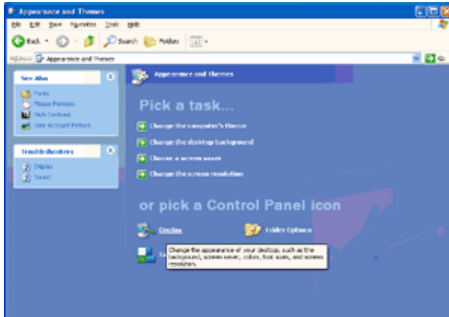 Appearance and Themes
File Edit View Favorites Tools Help
Back Search Folders
Address Appearance and Themes Go
See Also
Fonts
Mouse Pointers
High Contrast
User Account Picture
Troubleshooters
Display
Sound
Appearance and Themes
Pick a task...
Change the computer's theme
Change the desktop background
Choose a screen saver
Change the screen resolution
or pick a Control Panel icon
Display
Folder Options
Change the appearance of your desktop, such as the
background, screen saver, colors, font sizes, and screen
resolution.